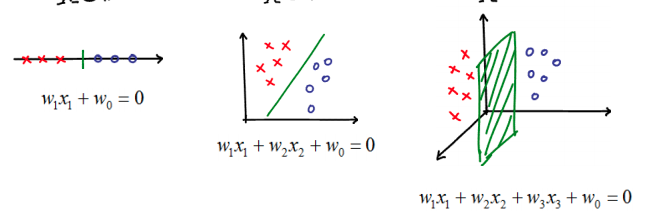 w₁x₁ + w₀ = 0
w₁x₁ + w₂x₂ + w₀ = 0
w₁x₁ + w₂x₂ + w₃x₃ + w₀ = 0